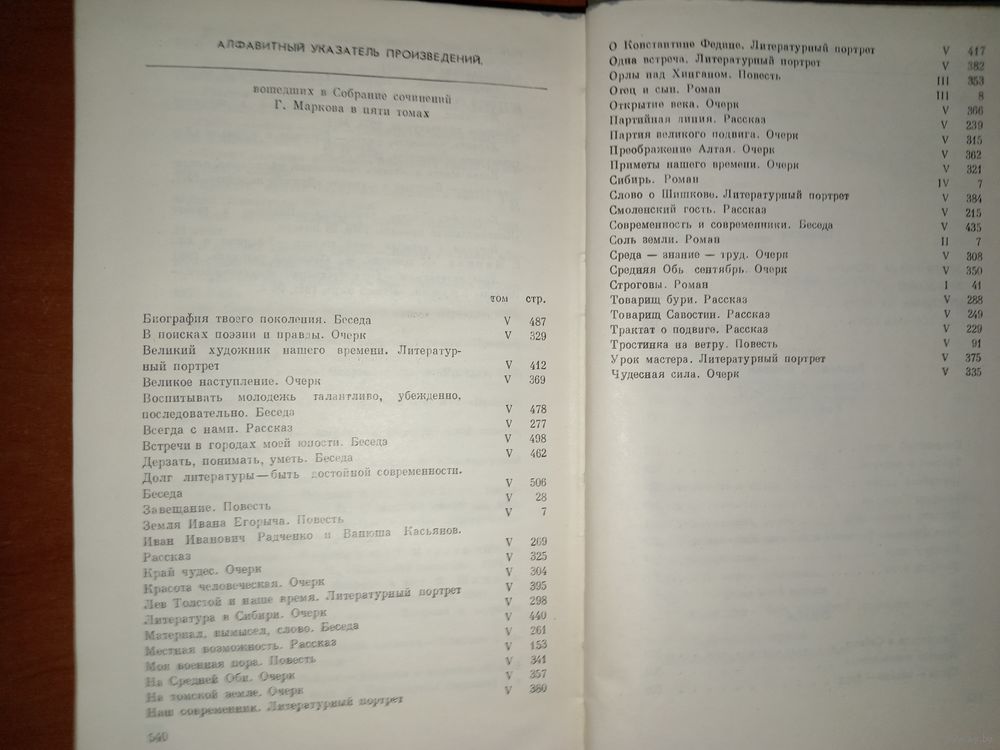 АЛФАВИТНЫЙ УКАЗАТЕЛЬ ПРОИЗВЕДЕНИЙ,
вошедших в Собрание сочинений
Г. Маркова в пяти томах
том стр.
Биография твоего поколения. Беседа V 487
В поисках поэзии и правды. Очерк V 329
Великий художник нашего времени. Литератур-
ный портрет V 412
Великое наступление. Очерк V 369
Воспитывать молодежь талантливо, убежденно,
последовательно. Беседа V 478
Всегда с нами. Рассказ V 277
Встречи в городах моей юности. Беседа V 498
Дерзать, понимать, уметь. Беседа V 462
Долг литературы — быть достойной современности.
Беседа V 506
Завещание. Повесть V 28
Земля Ивана Егорыча. Повесть V 7
Иван Иванович Радченко и Ванюша Касьянов.
Рассказ V 269
Край чудес. Очерк V 325
Красота человеческая. Очерк V 304
Лев Толстой и наше время. Литературный портрет V 395
Литература в Сибири. Очерк V 298
Материал, вымысел, слово. Беседа V 440
Местная возможность. Рассказ V 261
Моя военная пора. Повесть V 153
На Средней Оби. Очерк V 341
На томской земле. Очерк V 357
Наш современник. Литературный портрет V 380
540
О Константине Федине. Литературный портрет V 417
Одна встреча. Литературный портрет V 382
Орлы над Хинганом. Повесть III 353
Отец и сын. Роман III 8
Открытие века. Очерк V 366
Партийная линия. Рассказ V 239
Партия великого подвига. Очерк V 315
Преображение Алтая. Очерк V 362
Приметы нашего времени. Очерк V 321
Сибирь. Роман IV 7
Слово о Шишкове. Литературный портрет V 384
Смоленский гость. Рассказ V 215
Современность и современники. Беседа V 435
Соль земли. Роман II 7
Среда — знание — труд. Очерк V 308
Средняя Обь сентябрь. Очерк V 350
Строговы. Роман I 41
Товарищ бури. Рассказ V 288
Товарищ Савостин. Рассказ V 249
Трактат о подвиге. Рассказ V 229
Тростинка на ветру. Повесть V 91
Урок мастера. Литературный портрет V 375
Чудесная сила. Очерк V 335